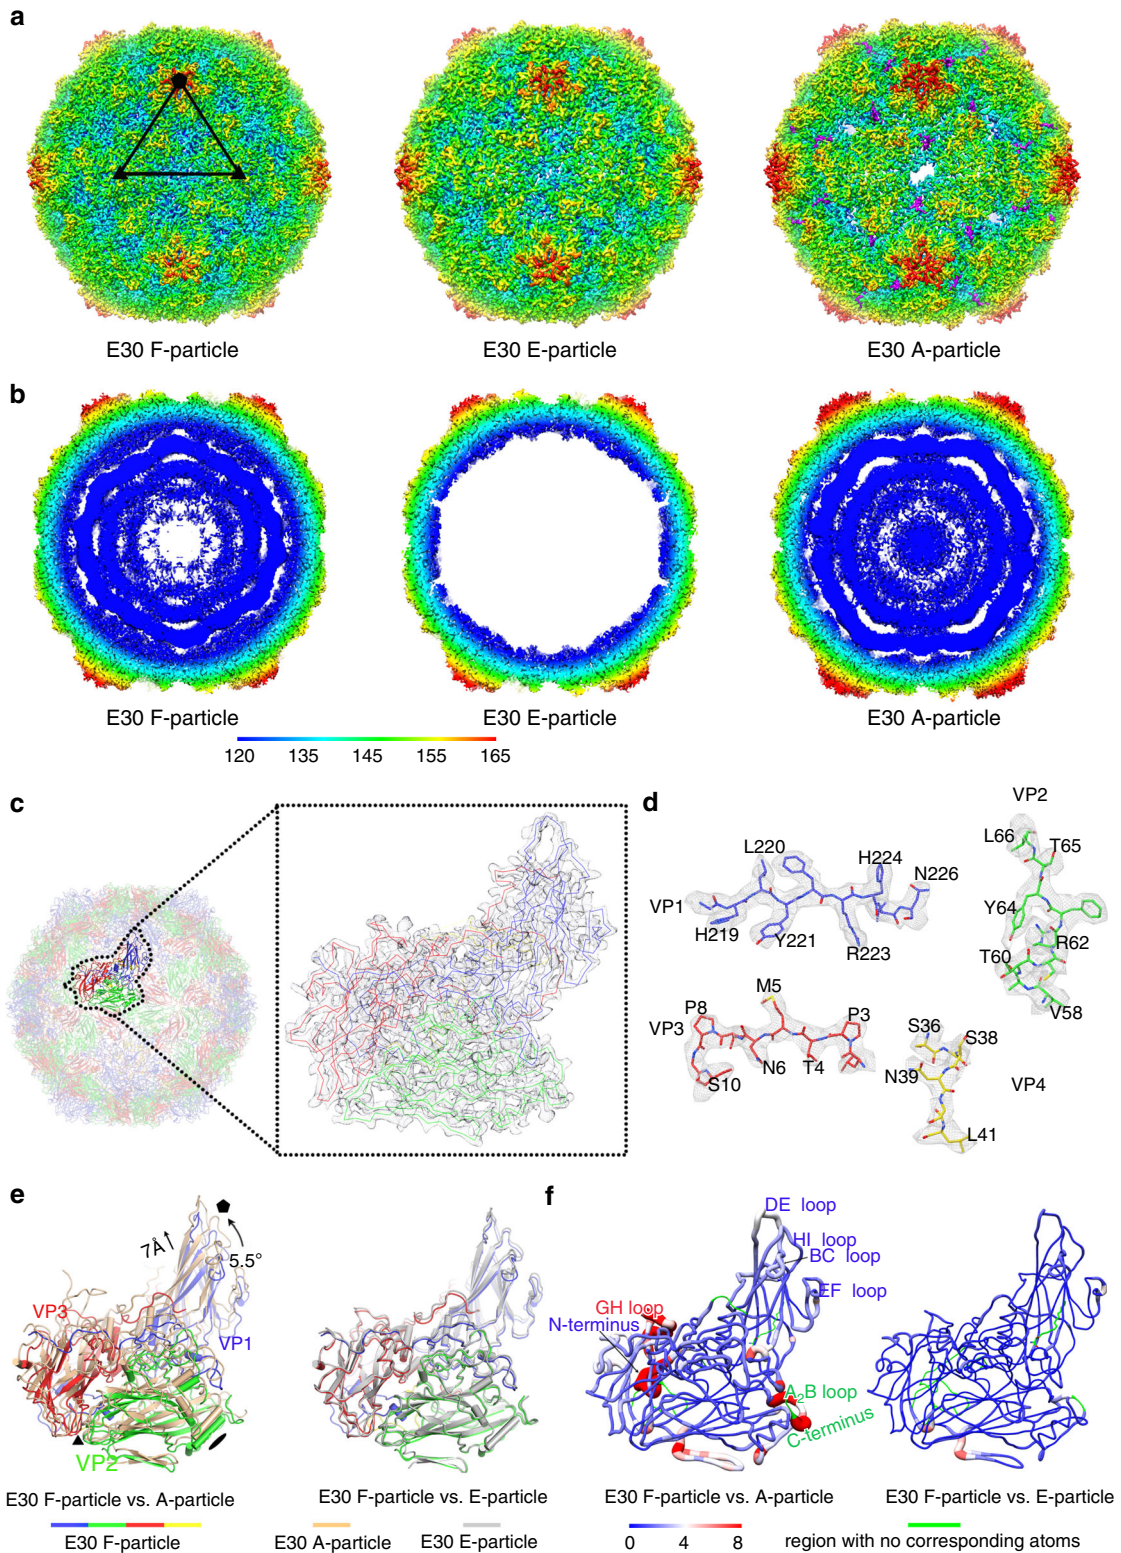 a
E30 F-particle
E30 E-particle
E30 A-particle
b
E30 F-particle
E30 E-particle
E30 A-particle
120 135 145 155 165
c
d
VP2
L66
T65
L220
H224
N226
VP1
Y64
H219
Y221
R223
R62
T60
V58
M5
P8
P3
VP3
S36
S38
N6
T4
N39
S10
VP4
L41
e
7Å
5.5°
VP3
VP1
VP2
E30 F-particle vs. A-particle
E30 F-particle vs. E-particle
E30 F-particle
E30 A-particle
E30 E-particle
f
DE loop
HI loop
BC loop
EF loop
GH loop
N-terminus
A₂B loop
C-terminus
E30 F-particle vs. A-particle
E30 F-particle vs. E-particle
0 4 8
region with no corresponding atoms